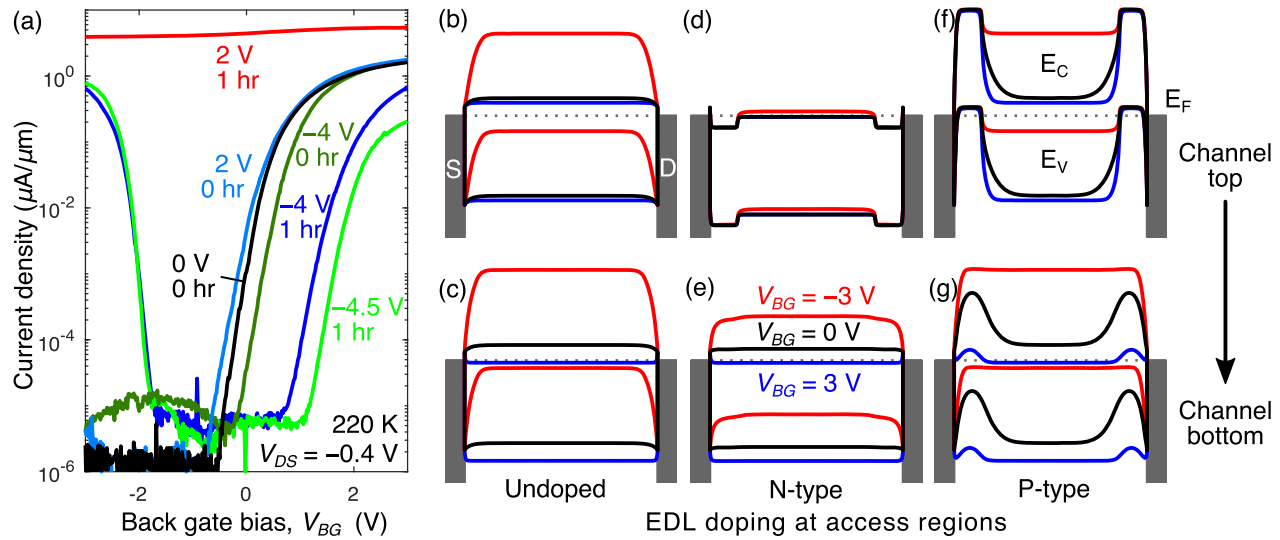 (a)
2 V
1 hr
2 V
0 hr
−4 V
0 hr
−4 V
1 hr
0 V
0 hr
−4.5 V
1 hr
220 K
V_DS = −0.4 V
10^0
10^-2
10^-4
10^-6
-2
0
2
Current density (μA/μm)
Back gate bias, V_BG (V)
(b)
S
D
(c)
Undoped
(d)
(e)
V_BG = −3 V
V_BG = 0 V
V_BG = 3 V
N-type
(f)
E_C
E_V
E_F
(g)
P-type
Channel
top
Channel
bottom
EDL doping at access regions